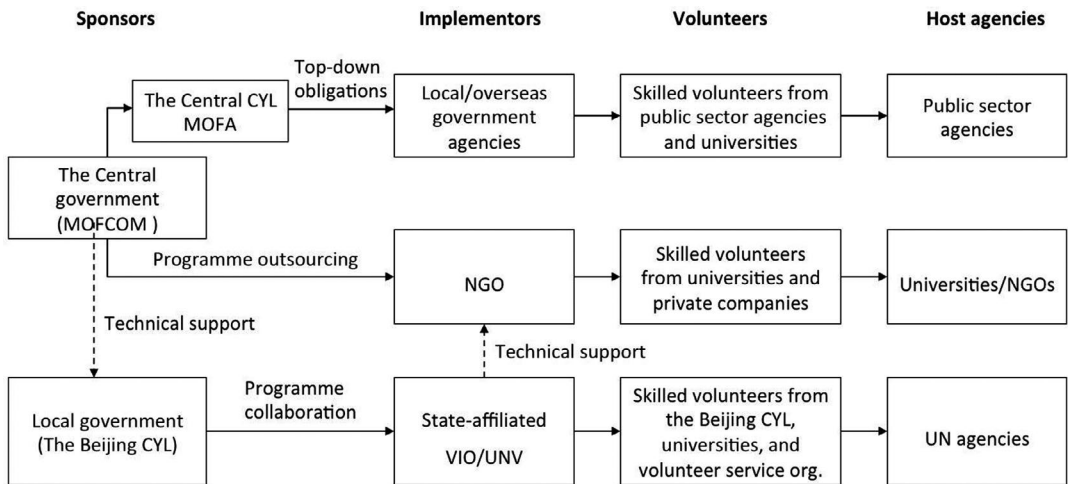 Sponsors
Implementors
Volunteers
Host agencies
The Central CYL
MOFA
Top-down
obligations
Local/overseas
government
agencies
Skilled volunteers from
public sector agencies
and universities
Public sector
agencies
The Central
government
(MOFCOM )
Programme outsourcing
NGO
Skilled volunteers
from universities and
private companies
Universities/NGOs
Technical support
Technical support
Local government
(The Beijing CYL)
Programme
collaboration
State-affiliated
VIO/UNV
Skilled volunteers from
the Beijing CYL,
universities, and
volunteer service org.
UN agencies